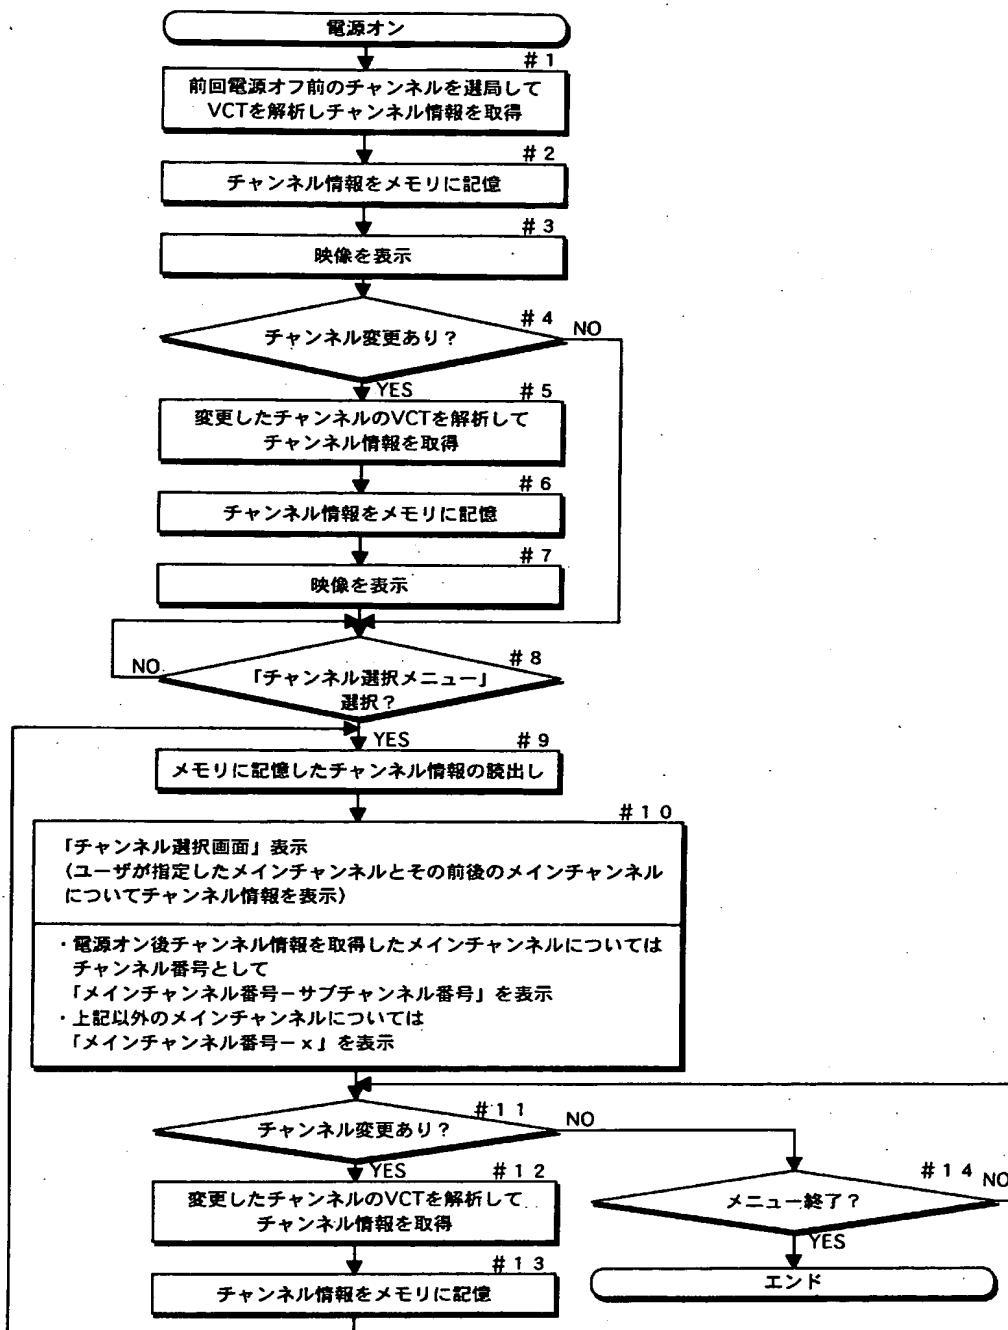 電源オン
#1
前回電源オフ前のチャンネルを選局して
VCTを解析しチャンネル情報を取得
#2
チャンネル情報をメモリに記憶
#3
映像を表示
#4
チャンネル変更あり？
NO
YES
#5
変更したチャンネルのVCTを解析して
チャンネル情報を取得
#6
チャンネル情報をメモリに記憶
#7
映像を表示
#8
NO
「チャンネル選択メニュー」
選択？
YES
#9
メモリに記憶したチャンネル情報の読出し
#10
「チャンネル選択画面」表示
（ユーザが指定したメインチャンネルとその前後のメインチャンネル
についてチャンネル情報を表示）
・電源オン後チャンネル情報を取得したメインチャンネルについては
チャンネル番号として
「メインチャンネル番号－サブチャンネル番号」を表示
・上記以外のメインチャンネルについては
「メインチャンネル番号－x」を表示
#11
チャンネル変更あり？
NO
YES
#12
変更したチャンネルのVCTを解析して
チャンネル情報を取得
#13
チャンネル情報をメモリに記憶
#14
メニュー終了？
NO
YES
エンド